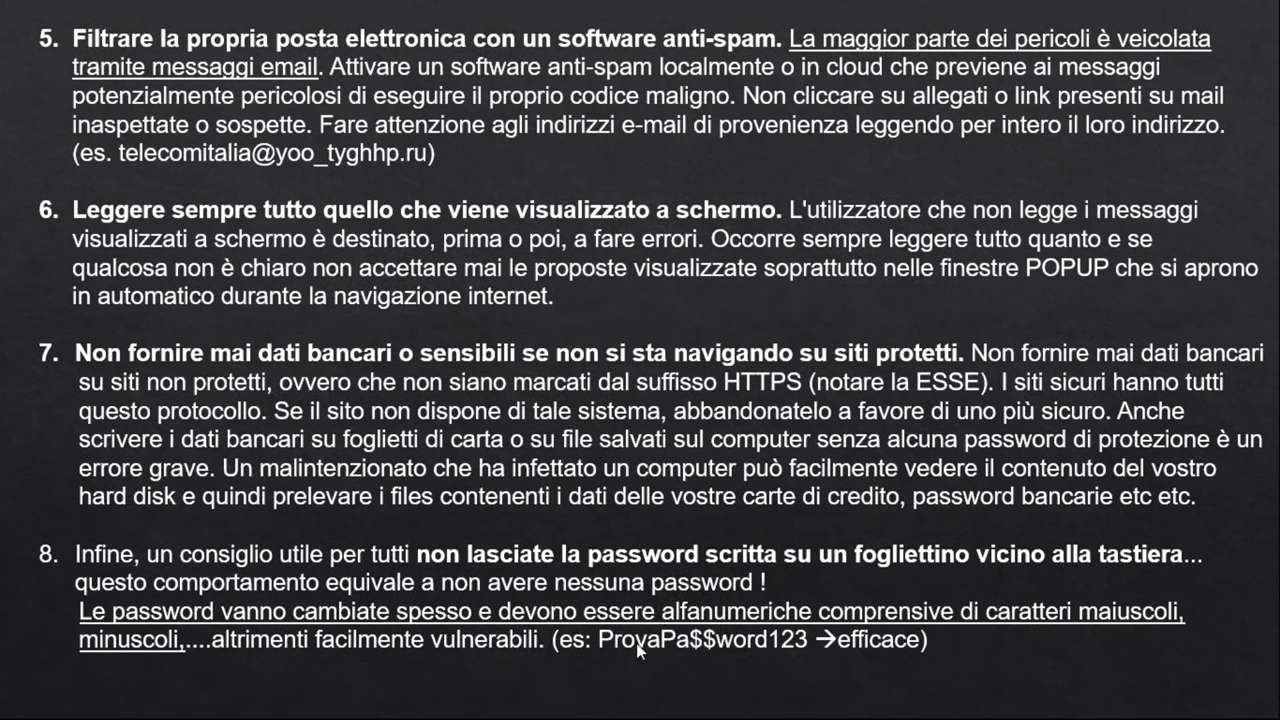 5. Filtrare la propria posta elettronica con un software anti-spam. La maggior parte dei pericoli è veicolata
tramite messaggi email. Attivare un software anti-spam localmente o in cloud che previene ai messaggi
potenzialmente pericolosi di eseguire il proprio codice maligno. Non cliccare su allegati o link presenti su mail
inaspettate o sospette. Fare attenzione agli indirizzi e-mail di provenienza leggendo per intero il loro indirizzo.
(es. telecomitalia@yoo_tyghhp.ru)
6. Leggere sempre tutto quello che viene visualizzato a schermo. L'utilizzatore che non legge i messaggi
visualizzati a schermo è destinato, prima o poi, a fare errori. Occorre sempre leggere tutto quanto e se
qualcosa non è chiaro non accettare mai le proposte visualizzate soprattutto nelle finestre POPUP che si aprono
in automatico durante la navigazione internet.
7. Non fornire mai dati bancari o sensibili se non si sta navigando su siti protetti. Non fornire mai dati bancari
su siti non protetti, ovvero che non siano marcati dal suffisso HTTPS (notare la ESSE). I siti sicuri hanno tutti
questo protocollo. Se il sito non dispone di tale sistema, abbandonatelo a favore di uno più sicuro. Anche
scrivere i dati bancari su foglietti di carta o su file salvati sul computer senza alcuna password di protezione è un
errore grave. Un malintenzionato che ha infettato un computer può facilmente vedere il contenuto del vostro
hard disk e quindi prelevare i files contenenti i dati delle vostre carte di credito, password bancarie etc etc.
8. Infine, un consiglio utile per tutti non lasciate la password scritta su un fogliettino vicino alla tastiera...
questo comportamento equivale a non avere nessuna password !
Le password vanno cambiate spesso e devono essere alfanumeriche comprensive di caratteri maiuscoli,
minuscoli,....altrimenti facilmente vulnerabili. (es: ProvaPa$$word123 →efficace)